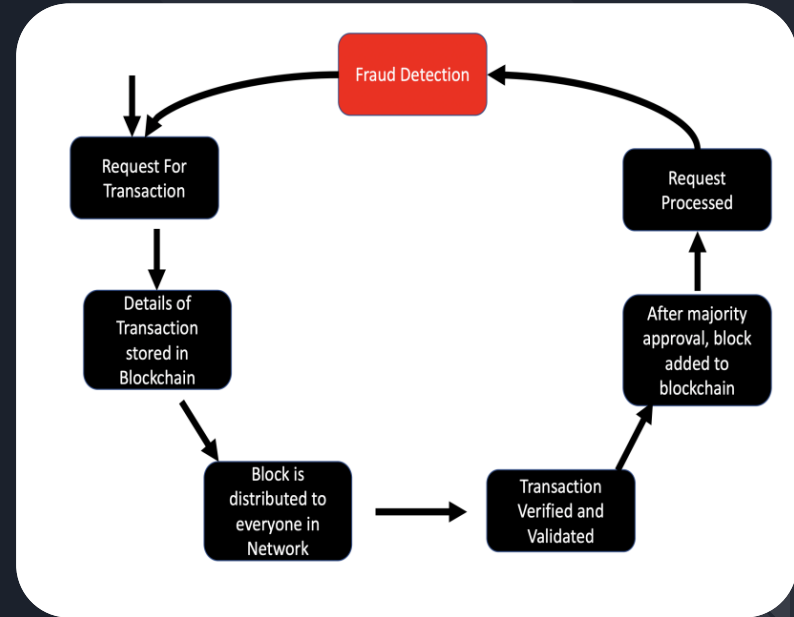 Fraud Detection
Request For
Transaction
Details of
Transaction
stored in
Blockchain
Block is
distributed to
everyone in
Network
Transaction
Verified and
Validated
After majority
approval, block
added to
blockchain
Request
Processed